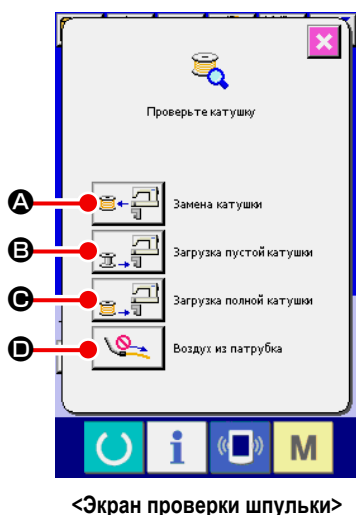 Проверьте катушку
A Замена катушки
B Загрузка пустой катушки
C Загрузка полной катушки
D Воздух из патрубка
i M
<Экран проверки шпульки>